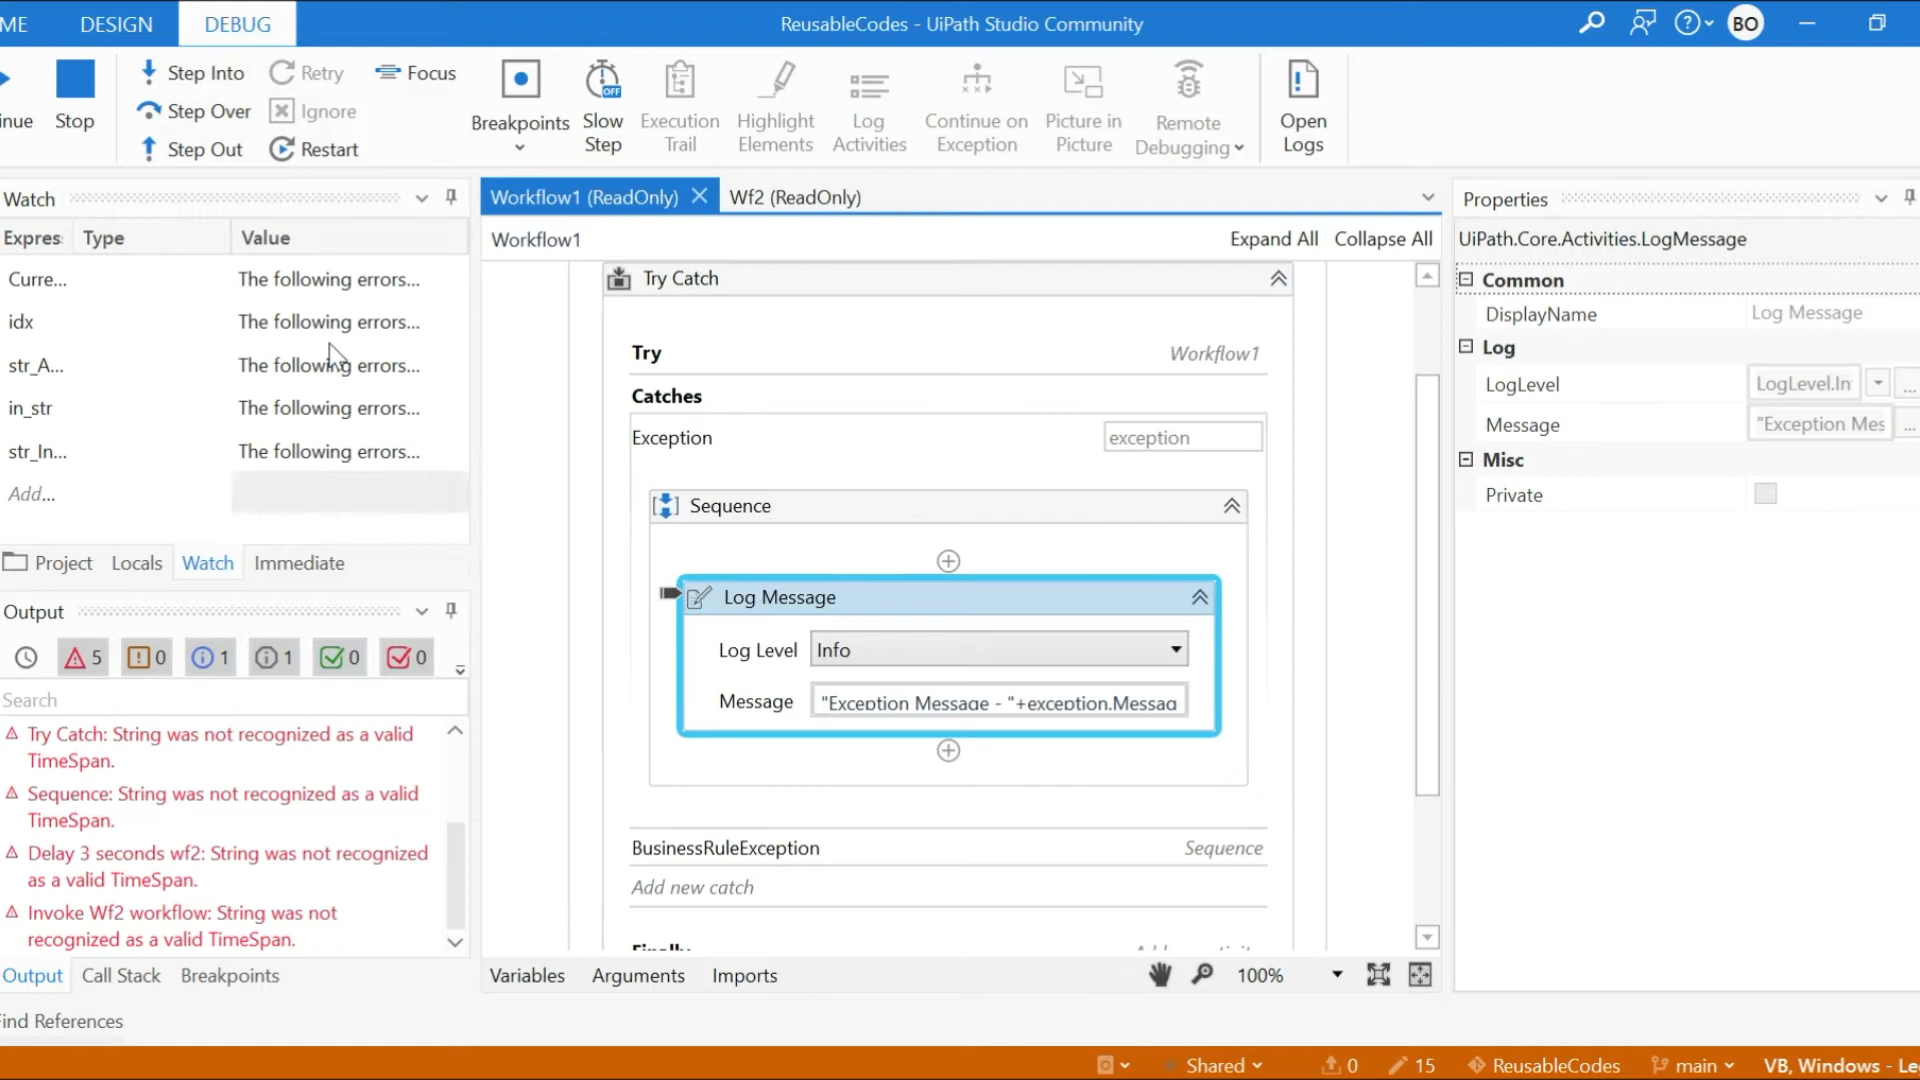 ME DESIGN DEBUG
ReusableCodes - UiPath Studio Community
BO
Step Into Retry Focus
nue Stop Step Over Ignore
Step Out Restart
Breakpoints
Slow Step
OFF
Execution Trail
Highlight Elements
Log Activities
Continue on Exception
Picture in Picture
Remote Debugging
Open Logs
Watch
Expres: Type Value
Curre... The following errors...
idx The following errors...
str_A... The following errors...
in_str The following errors...
str_In... The following errors...
Add...
Project Locals Watch Immediate
Output
5 0 1 1 0 0
Search
Try Catch: String was not recognized as a valid
TimeSpan.
Sequence: String was not recognized as a valid
TimeSpan.
Delay 3 seconds wf2: String was not recognized
as a valid TimeSpan.
Invoke Wf2 workflow: String was not
recognized as a valid TimeSpan.
Output Call Stack Breakpoints
Find References
Workflow1 (ReadOnly) Wf2 (ReadOnly)
Workflow1 Expand All Collapse All
Try Catch
Try Workflow1
Catches
Exception exception
Sequence
Log Message
Log Level Info
Message "Exception Message - "+exception.Messag
BusinessRuleException Sequence
Add new catch
Finally
Variables Arguments Imports 100%
Properties
UiPath.Core.Activities.LogMessage
Common
DisplayName Log Message
Log
LogLevel LogLevel.In ...
Message "Exception Mes ...
Misc
Private
Shared 0 15 ReusableCodes main VB, Windows - Le